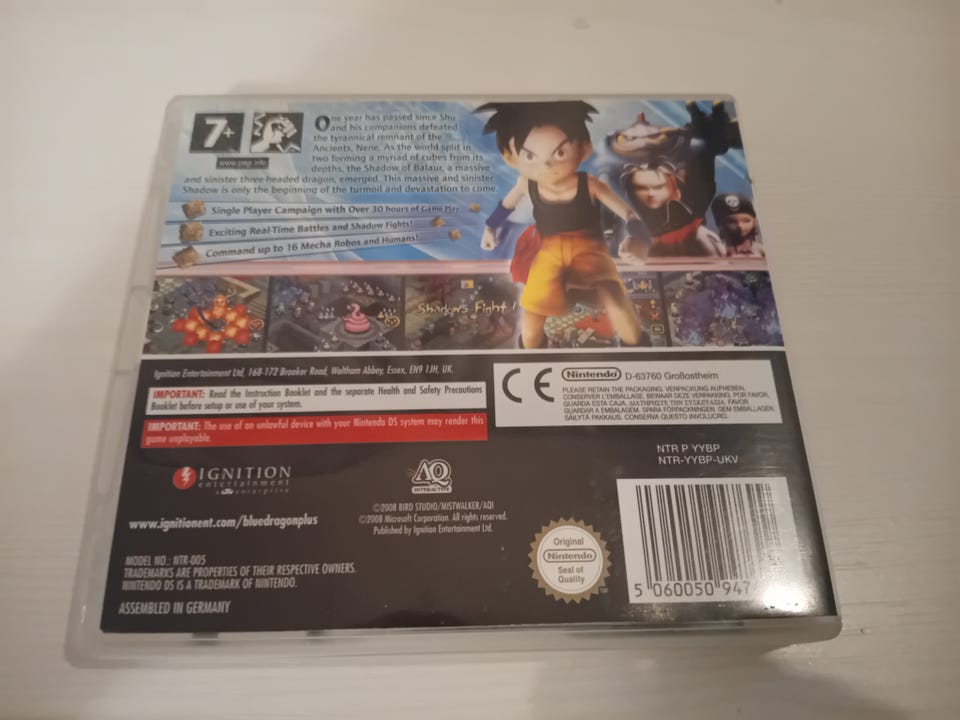 7+
www.pegi.info
One year has passed since Shu
and his companions defeated
the tyrannical remnant of the
Ancients, Nene. As the world split in
two forming a myriad of cubes from its
depths, the Shadow of Balaur, a massive
and sinister three-headed dragon, emerged. This massive and sinister
Shadow is only the beginning of the turmoil and devastation to come
Single Player Campaign with Over 30 hours of Game Play
Exciting Real-Time Battles and Shadow Fights!
Command up to 16 Mecha Robos and Humans!
Shadows Fight!
Ignition Entertainment Ltd, 168-172 Brooker Road, Waltham Abbey, Essex, EN9 1JH, UK.
IMPORTANT: Read the Instruction Booklet and the separate Health and Safety Precautions
Booklet before setup or use of your system.
IMPORTANT: The use of an unlawful device with your Nintendo DS system may render this
game unplayable.
CE
Nintendo D-63760 Großostheim
PLEASE RETAIN THE PACKAGING. VERPACKUNG AUFHEBEN.
CONSERVER L'EMBALLAGE. BEWAAR DEZE VERPAKKING. POR FAVOR,
GUARDA ESTA CAJA. ΔΙΑΤΗΡΗΣΤΕ ΤΗΝ ΣΥΣΚΕΥΑΣΙΑ. FAVOR
GUARDAR A EMBALAGEM. SPARA FÖRPACKNINGEN. GEM EMBALLAGEN.
SÄILYTÄ PAKKAUS. CONSERVA QUESTO INVOLUCRO.
NTR P YYBP
NTR-YYBP-UKV
IGNITION
entertainment
a enterprise
AQ
INTERACTIVE
©2008 BIRD STUDIO/MISTWALKER/AQI
©2008 Microsoft Corporation. All rights reserved.
Published by Ignition Entertainment Ltd.
www.ignitionent.com/bluedragonplus
Original
Nintendo
Seal of
Quality
TM
MODEL NO.: NTR-005
TRADEMARKS ARE PROPERTIES OF THEIR RESPECTIVE OWNERS.
NINTENDO DS IS A TRADEMARK OF NINTENDO.
ASSEMBLED IN GERMANY
5 060050 947